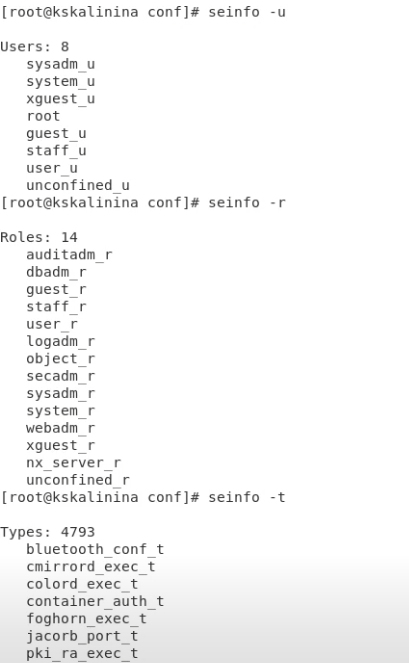 [root@kskalinina conf]# seinfo -u
Users: 8
sysadm_u
system_u
xguest_u
root
guest_u
staff_u
user_u
unconfined_u
[root@kskalinina conf]# seinfo -r
Roles: 14
auditadm_r
dbadm_r
guest_r
staff_r
user_r
logadm_r
object_r
secadm_r
sysadm_r
system_r
webadm_r
xguest_r
nx_server_r
unconfined_r
[root@kskalinina conf]# seinfo -t
Types: 4793
bluetooth_conf_t
cmirrord_exec_t
colord_exec_t
container_auth_t
foghorn_exec_t
jacorb_port_t
pki_ra_exec_t